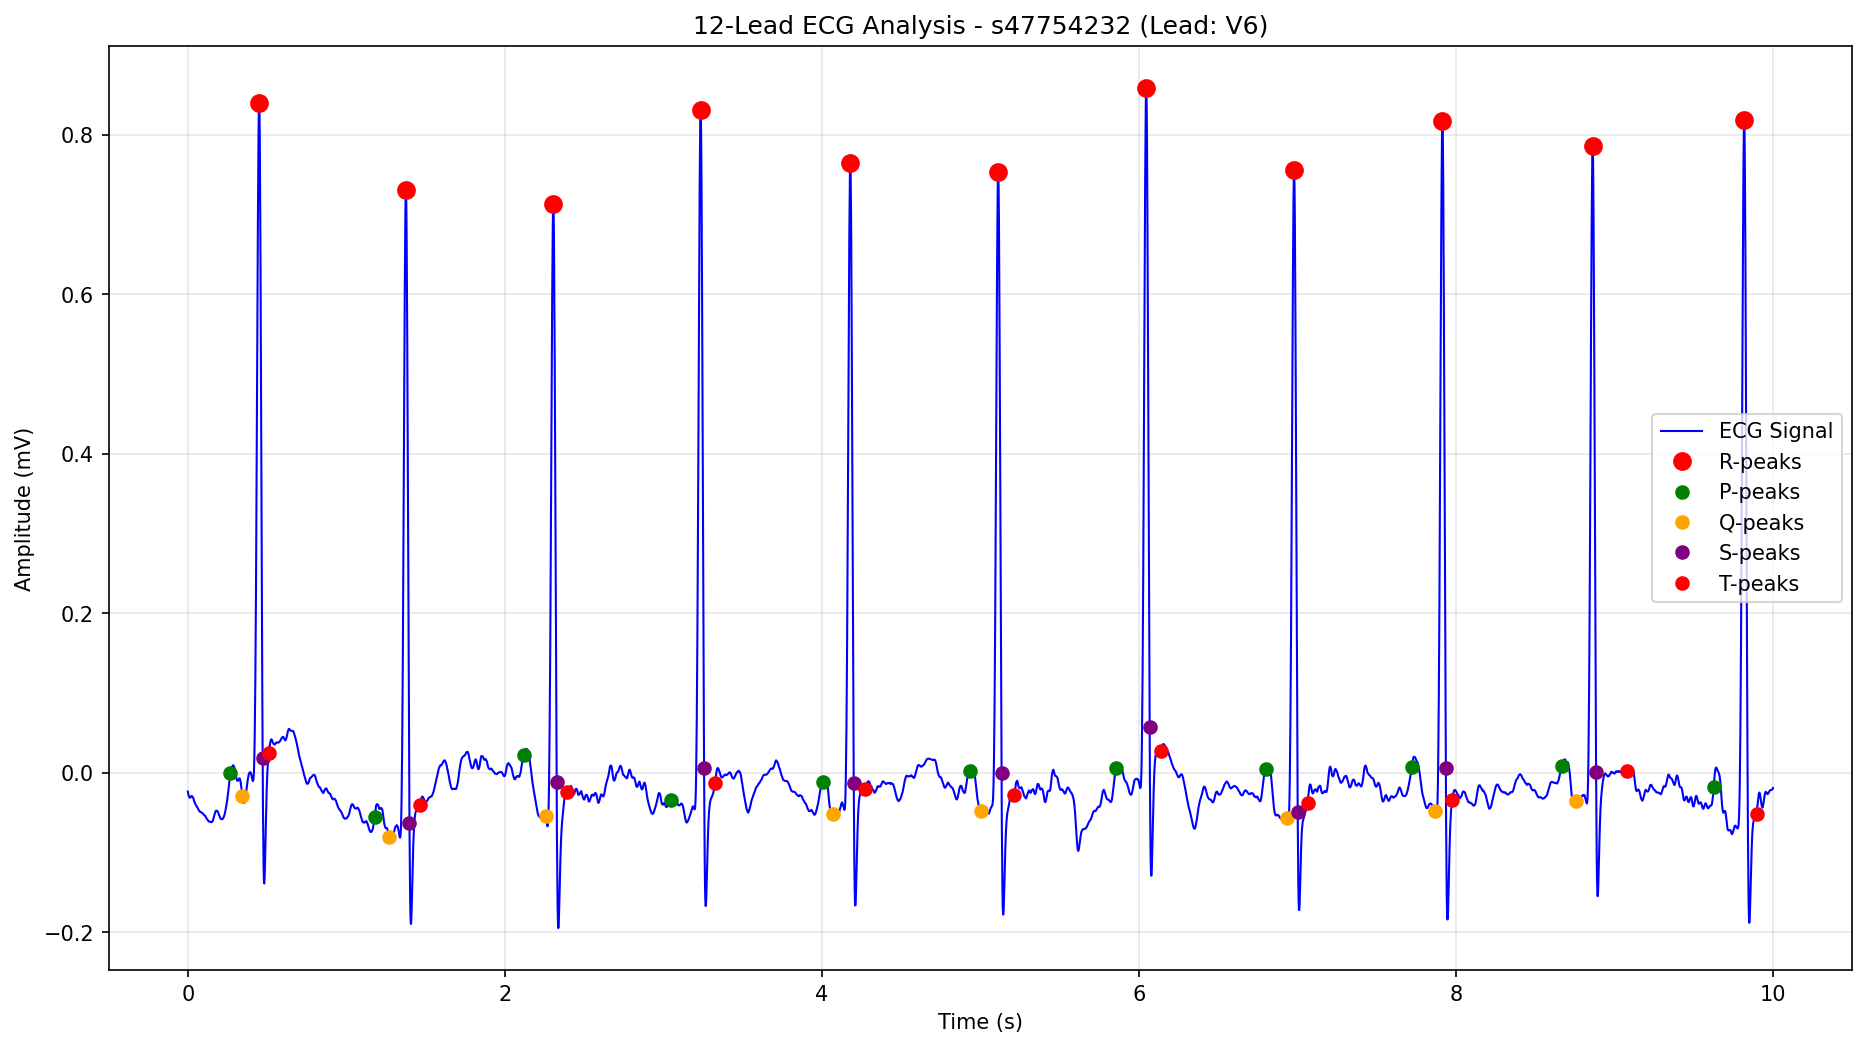 12-Lead ECG Analysis - s47754232 (Lead: V6)
Amplitude (mV)
0.8
0.6
0.4
0.2
0.0
−0.2
0 2 4 6 8 10
Time (s)
ECG Signal
R-peaks
P-peaks
Q-peaks
S-peaks
T-peaks